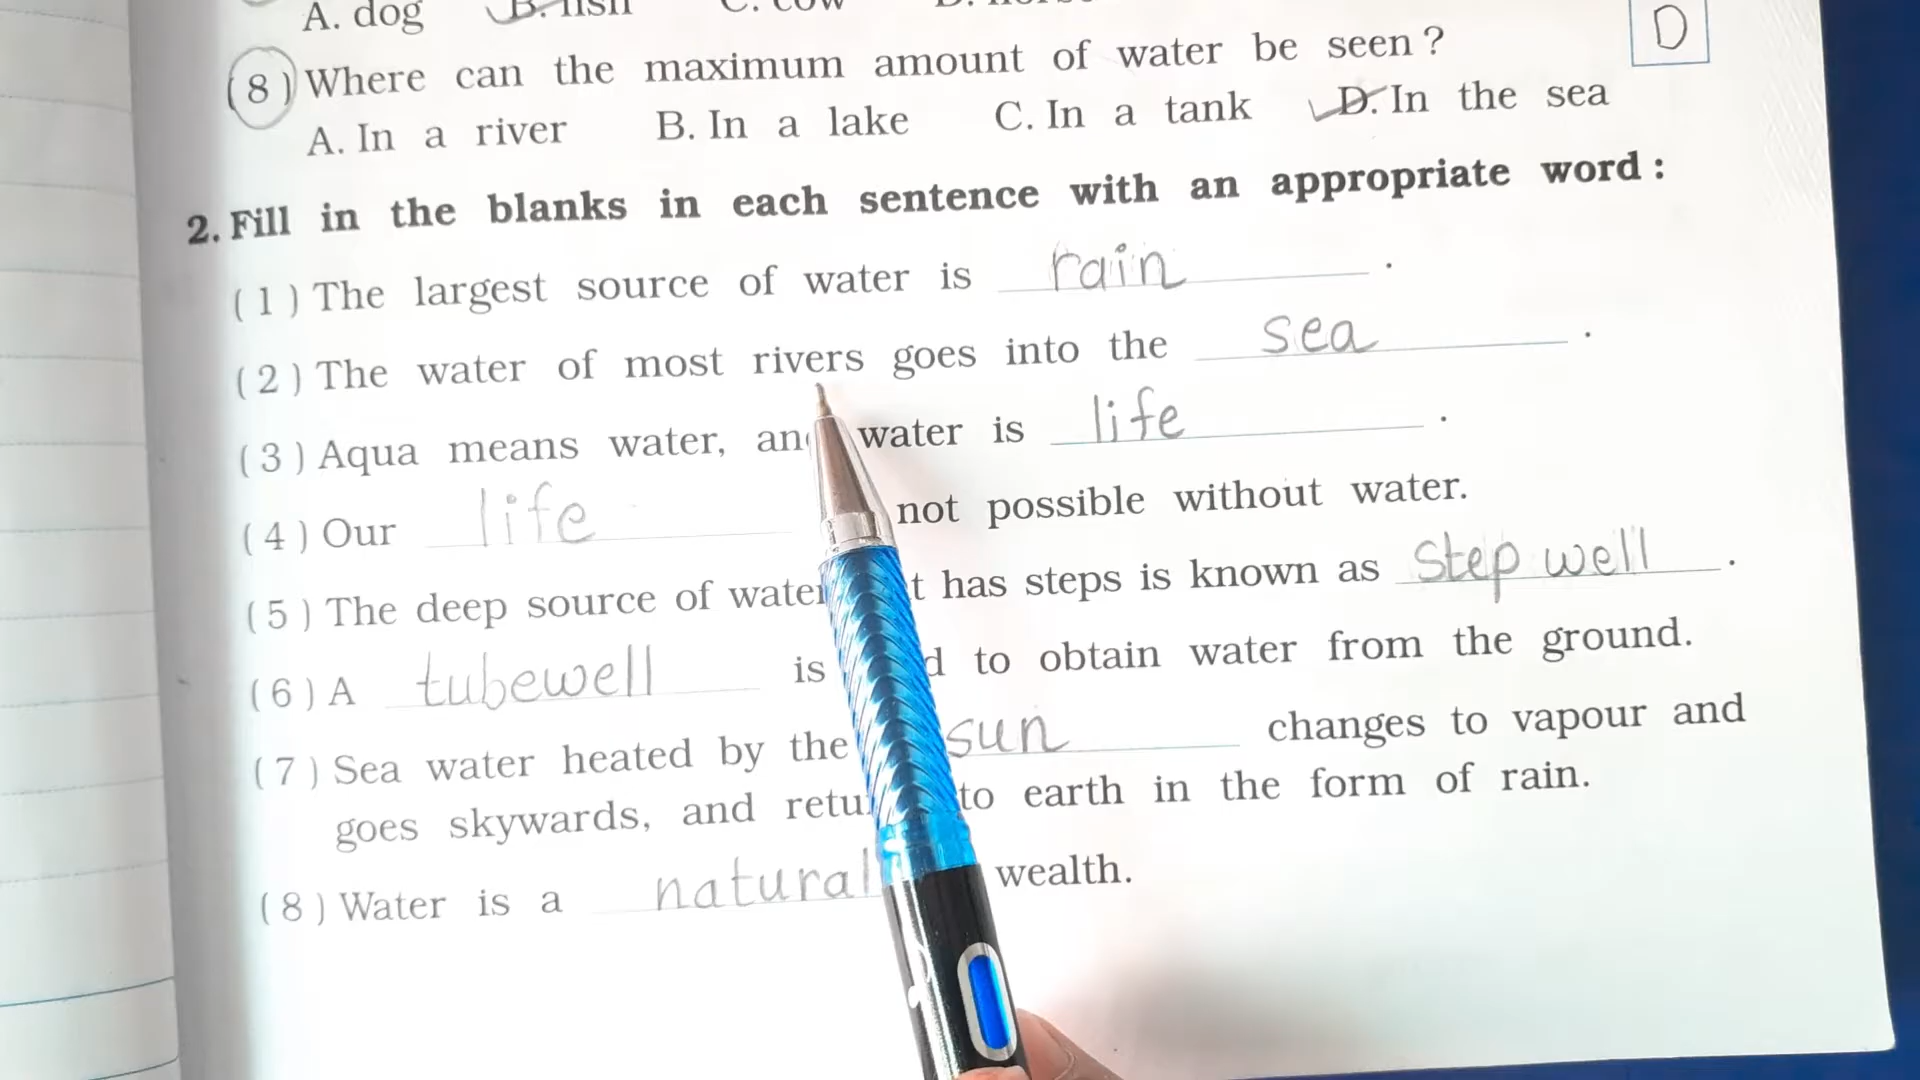 A. dog B. fish C. cow
(8) Where can the maximum amount of water be seen ? D
A. In a river B. In a lake C. In a tank D. In the sea
2. Fill in the blanks in each sentence with an appropriate word :
(1) The largest source of water is rain .
(2) The water of most rivers goes into the sea .
(3) Aqua means water, an water is life .
(4) Our life not possible without water.
(5) The deep source of water t has steps is known as step well .
(6) A tubewell is d to obtain water from the ground.
(7) Sea water heated by the sun changes to vapour and
goes skywards, and retu to earth in the form of rain.
(8) Water is a natural wealth.